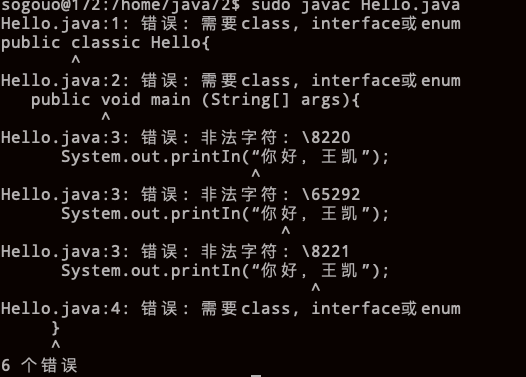 sogouo@172:/home/java/2$ sudo javac Hello.java
Hello.java:1: 错误: 需要class, interface或enum
public classic Hello{
^
Hello.java:2: 错误: 需要class, interface或enum
public void main (String[] args){
^
Hello.java:3: 错误: 非法字符: \8220
System.out.printIn(“你好，王凯”);
^
Hello.java:3: 错误: 非法字符: \65292
System.out.printIn(“你好，王凯”);
^
Hello.java:3: 错误: 非法字符: \8221
System.out.printIn(“你好，王凯”);
^
Hello.java:4: 错误: 需要class, interface或enum
}
^
6 个错误